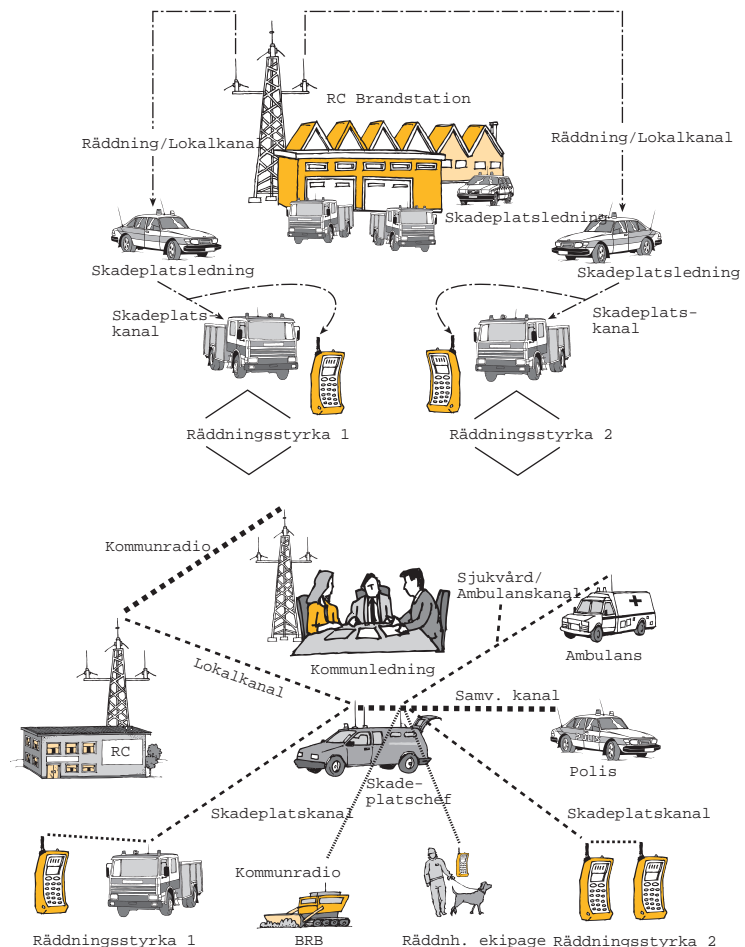 RC Brandstation
Räddning/Lokalkanal
Räddning/Lokalkanal
Skadeplatsledning
Skadeplatsledning
Skadeplatsledning
Skadeplats-
kanal
Skadeplats-
kanal
Räddningsstyrka 1
Räddningsstyrka 2
Kommunradio
Sjukvård/
Ambulanskanal
Kommunledning
Ambulans
Lokalkanal
Samv. kanal
RC
POLIS
Polis
Skade-
platschef
Skadeplatskanal
Skadeplatskanal
Kommunradio
Räddningsstyrka 1
BRB
Räddnh. ekipage
Räddningsstyrka 2